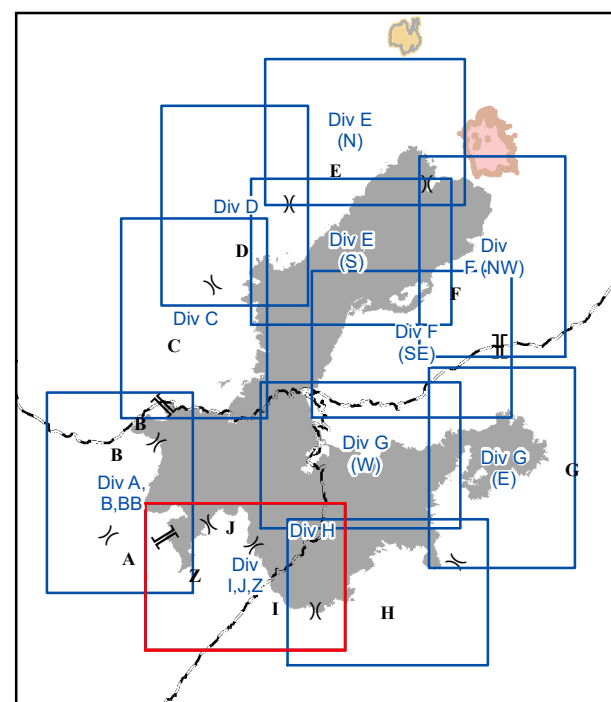 Div E
(N)
E
Div D
D
Div E
(S)
Div
F (NW)
F
Div C
Div F
(SE)
C
B
B
Div G
(W)
Div G
(E)
G
Div A,
B,BB
J
Div H
A
Z
Div
I,J,Z
I
H